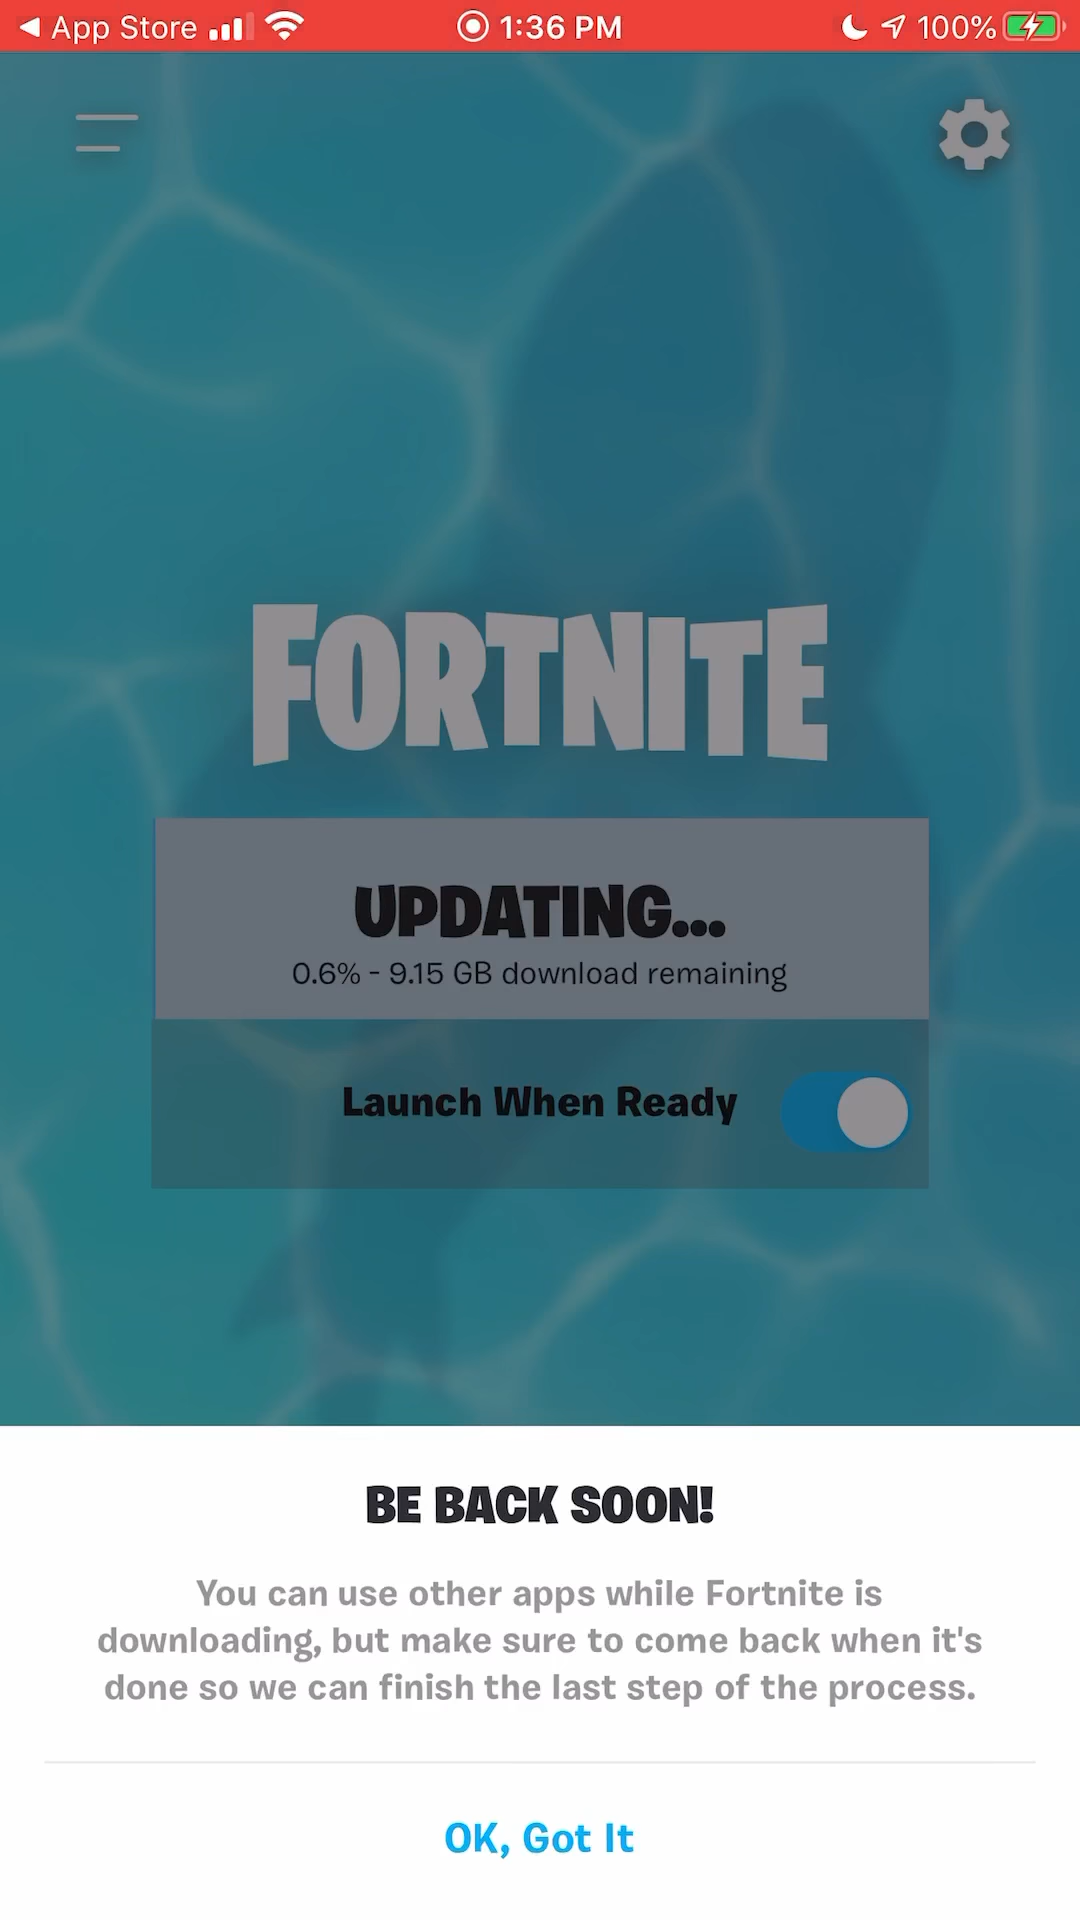 App Store 1:36 PM 100%
FORTNITE
UPDATING...
0.6% - 9.15 GB download remaining
Launch When Ready
BE BACK SOON!
You can use other apps while Fortnite is
downloading, but make sure to come back when it's
done so we can finish the last step of the process.
OK, Got It